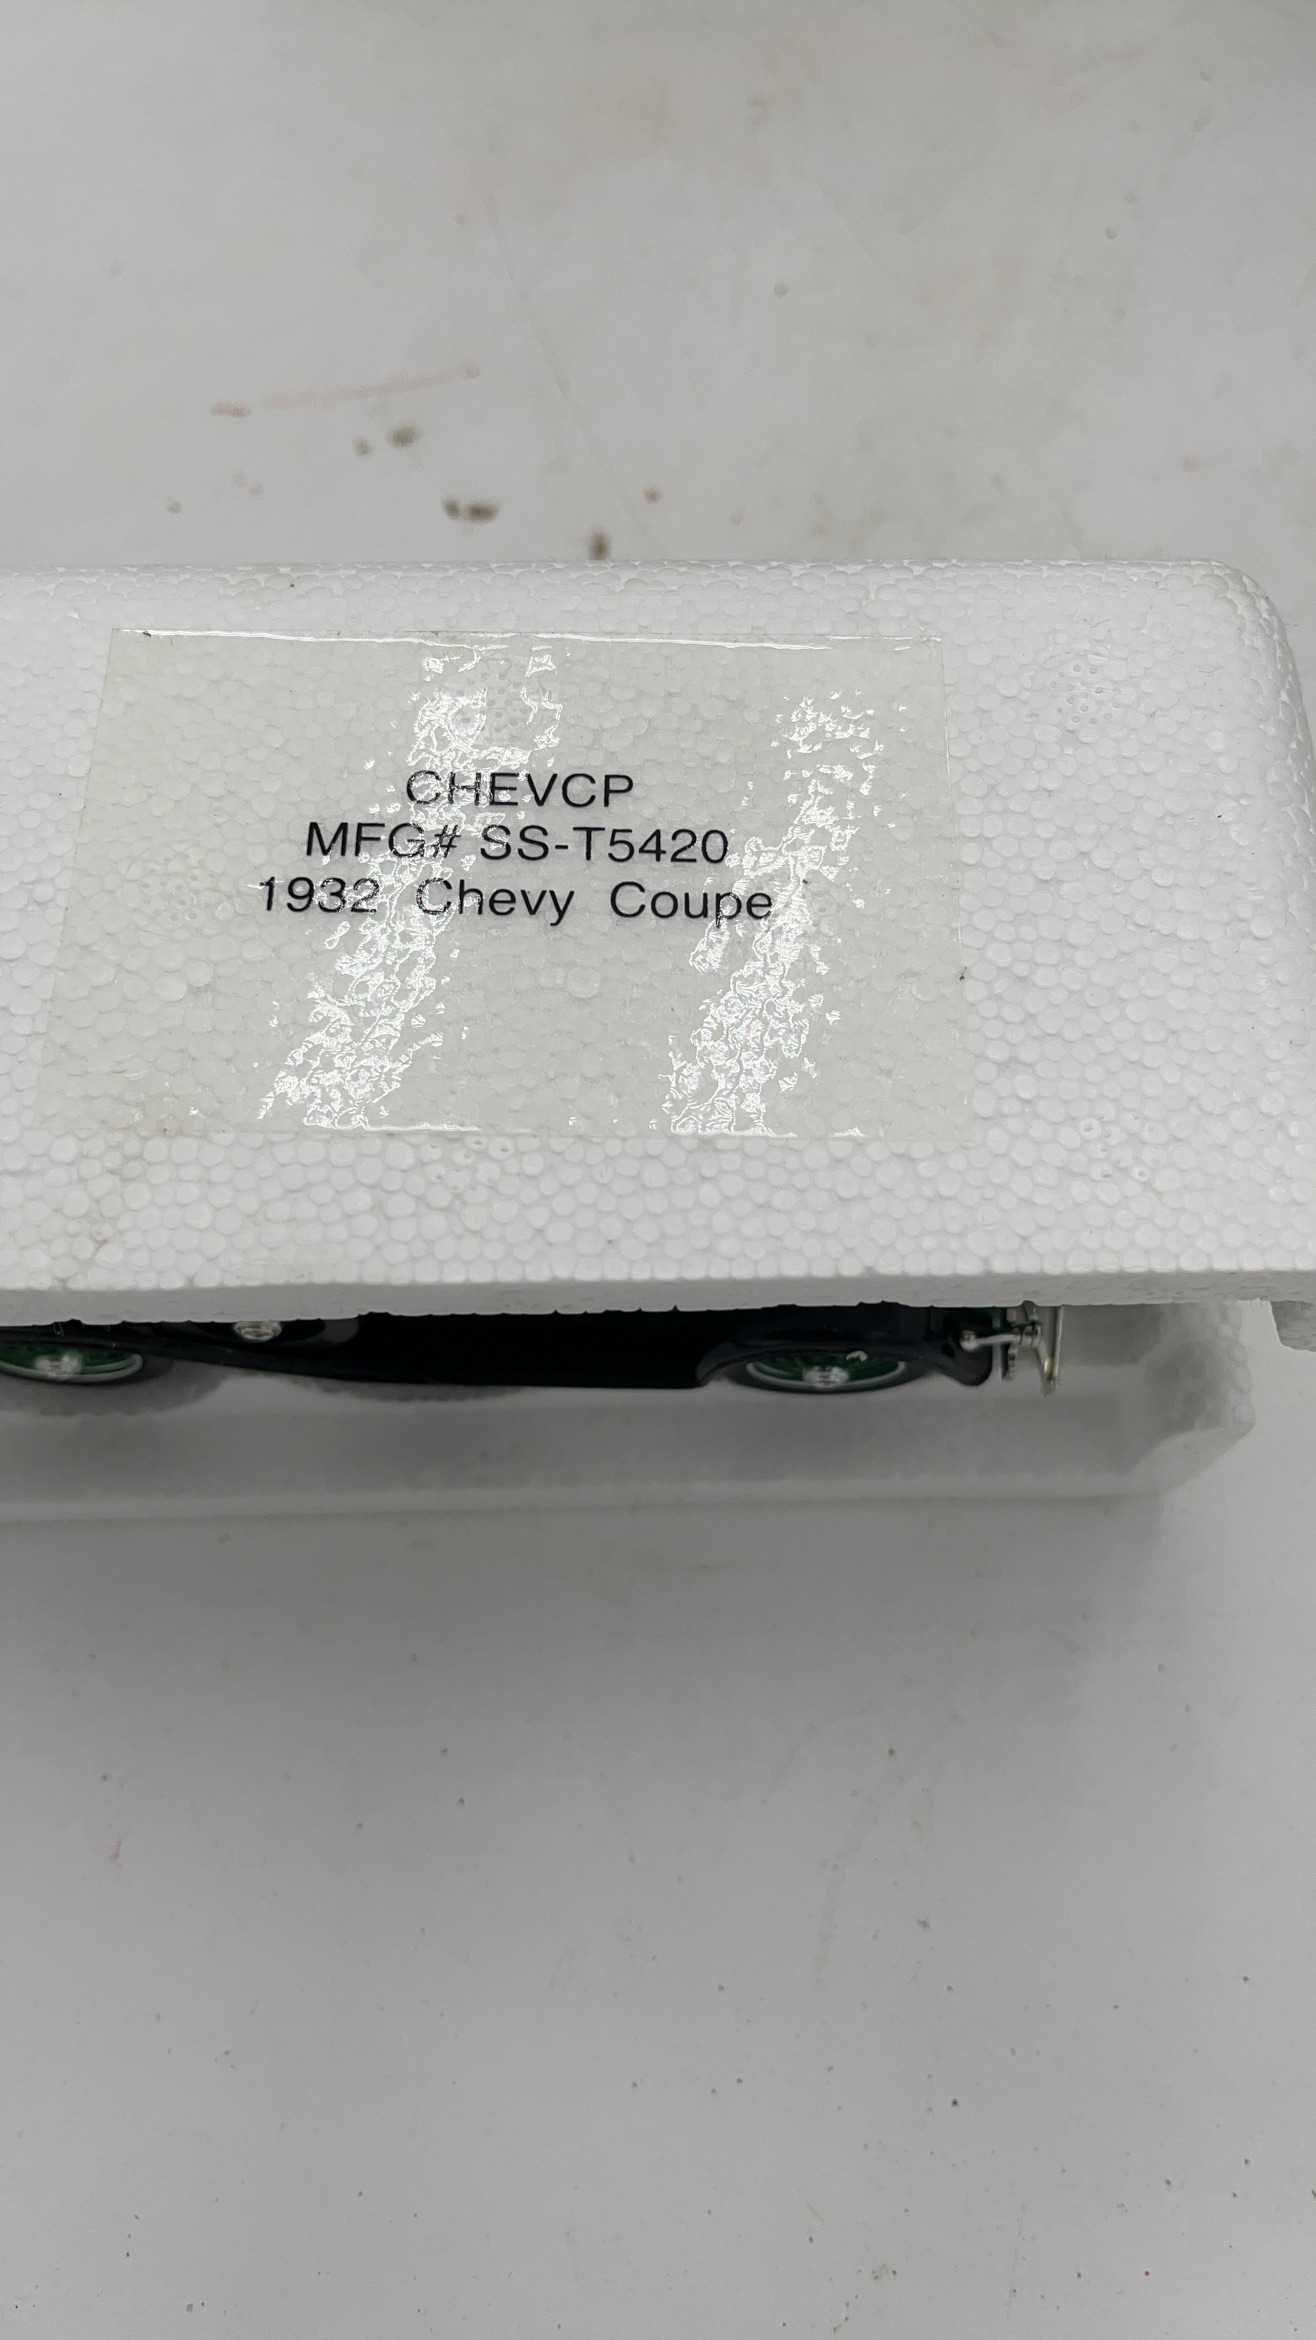 CHEVCP
MFG# SS-T5420
1932 Chevy Coupe